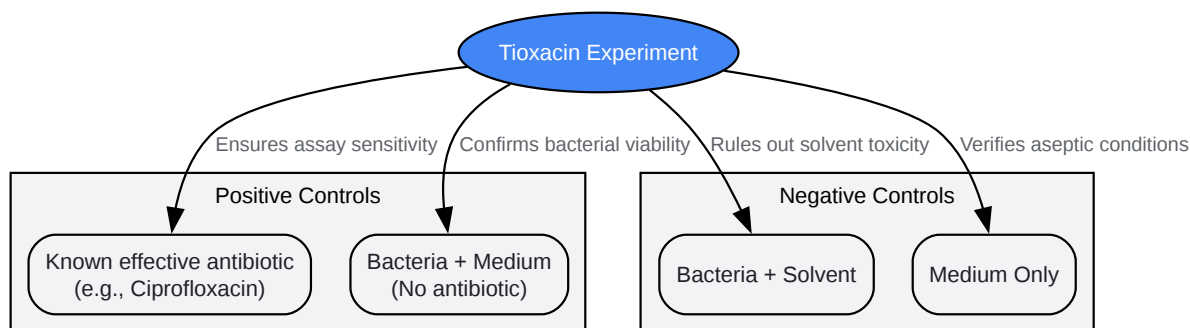 Tioxacin Experiment
Ensures assay sensitivity
Confirms bacterial viability
Rules out solvent toxicity
Verifies aseptic conditions
Positive Controls
Negative Controls
Known effective antibiotic
(e.g., Ciprofloxacin)
Bacteria + Medium
(No antibiotic)
Bacteria + Solvent
Medium Only